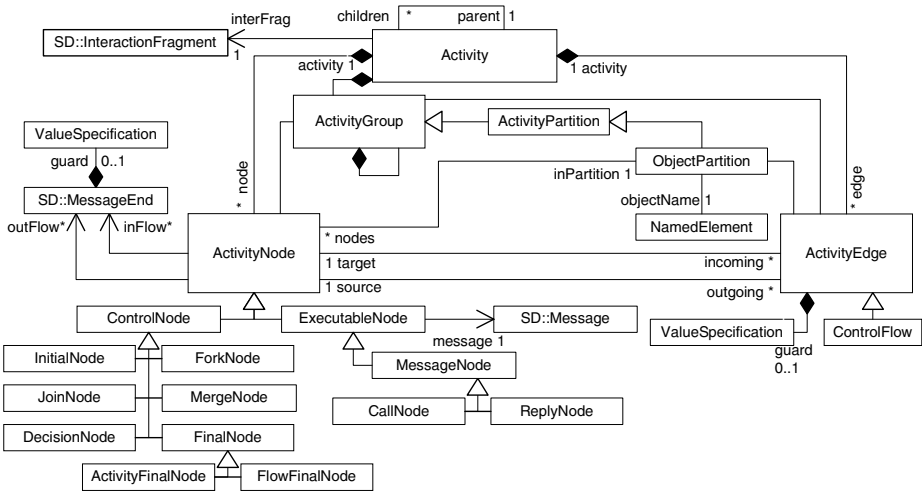 interFrag
children * parent 1
SD::InteractionFragment
1
Activity
activity 1
1 activity
ActivityGroup
ActivityPartition
ValueSpecification
guard 0..1
ObjectPartition
inPartition 1
* node
* edge
SD::MessageEnd
objectName 1
outFlow*
inFlow*
NamedElement
* nodes
ActivityNode
ActivityEdge
1 target
incoming *
1 source
outgoing *
ControlNode
ExecutableNode
SD::Message
message 1
ValueSpecification
ControlFlow
guard
0..1
InitialNode
ForkNode
MessageNode
JoinNode
MergeNode
CallNode
ReplyNode
DecisionNode
FinalNode
ActivityFinalNode
FlowFinalNode